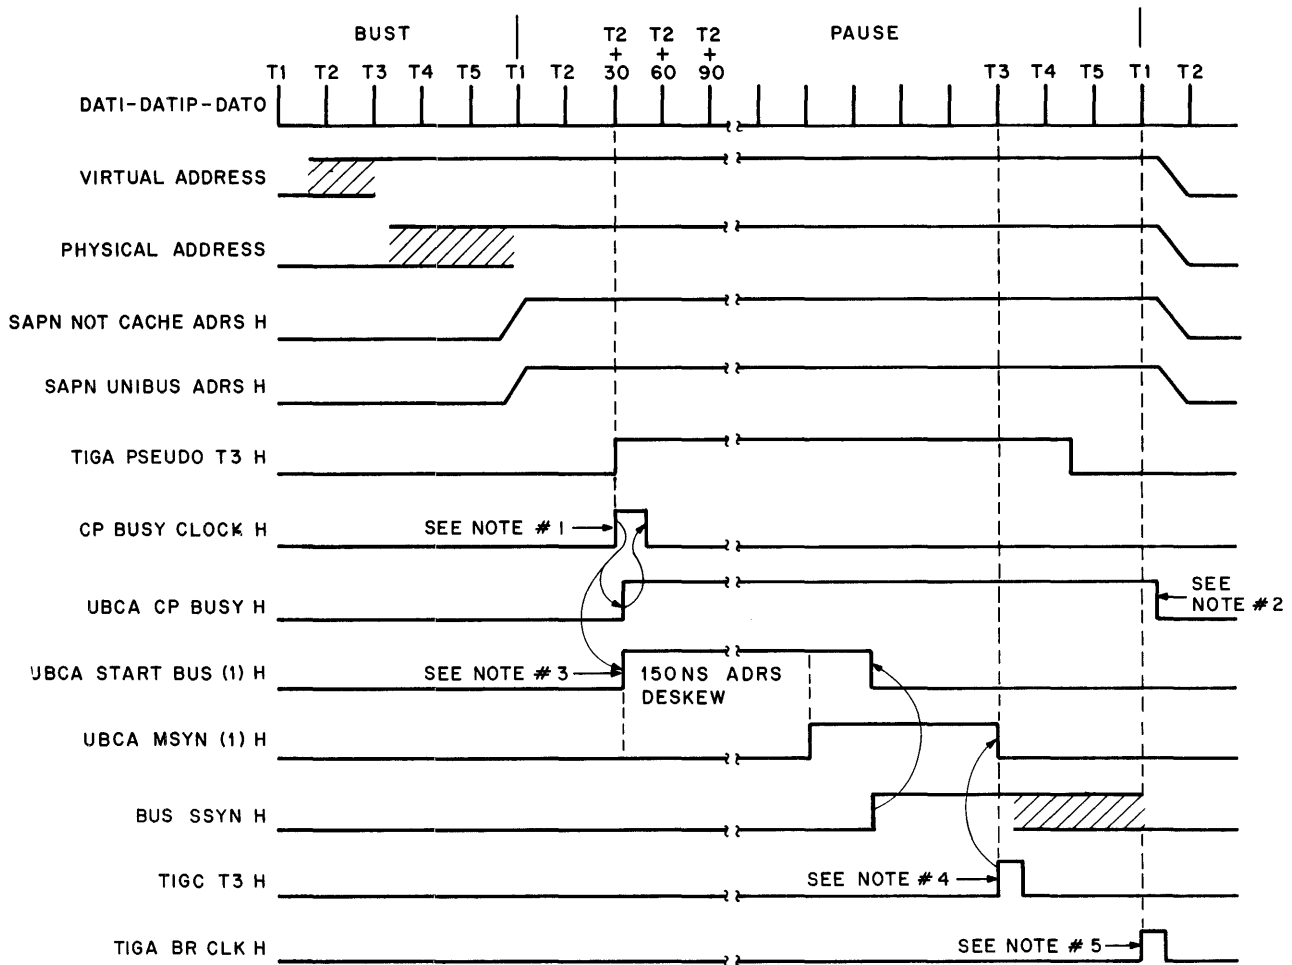 BUST
PAUSE
T2 + 30
T2 + 60
T2 + 90
T1 T2 T3 T4 T5 T1 T2
T3 T4 T5 T1 T2
DATI-DATIP-DATO
VIRTUAL ADDRESS
PHYSICAL ADDRESS
SAPN NOT CACHE ADRS H
SAPN UNIBUS ADRS H
TIGA PSEUDO T3 H
CP BUSY CLOCK H
SEE NOTE #1
UBCA CP BUSY H
SEE
NOTE #2
UBCA START BUS (1) H
SEE NOTE #3
150NS ADRS
DESKEW
UBCA MSYN (1) H
BUS SSYN H
TIGC T3 H
SEE NOTE #4
TIGA BR CLK H
SEE NOTE #5